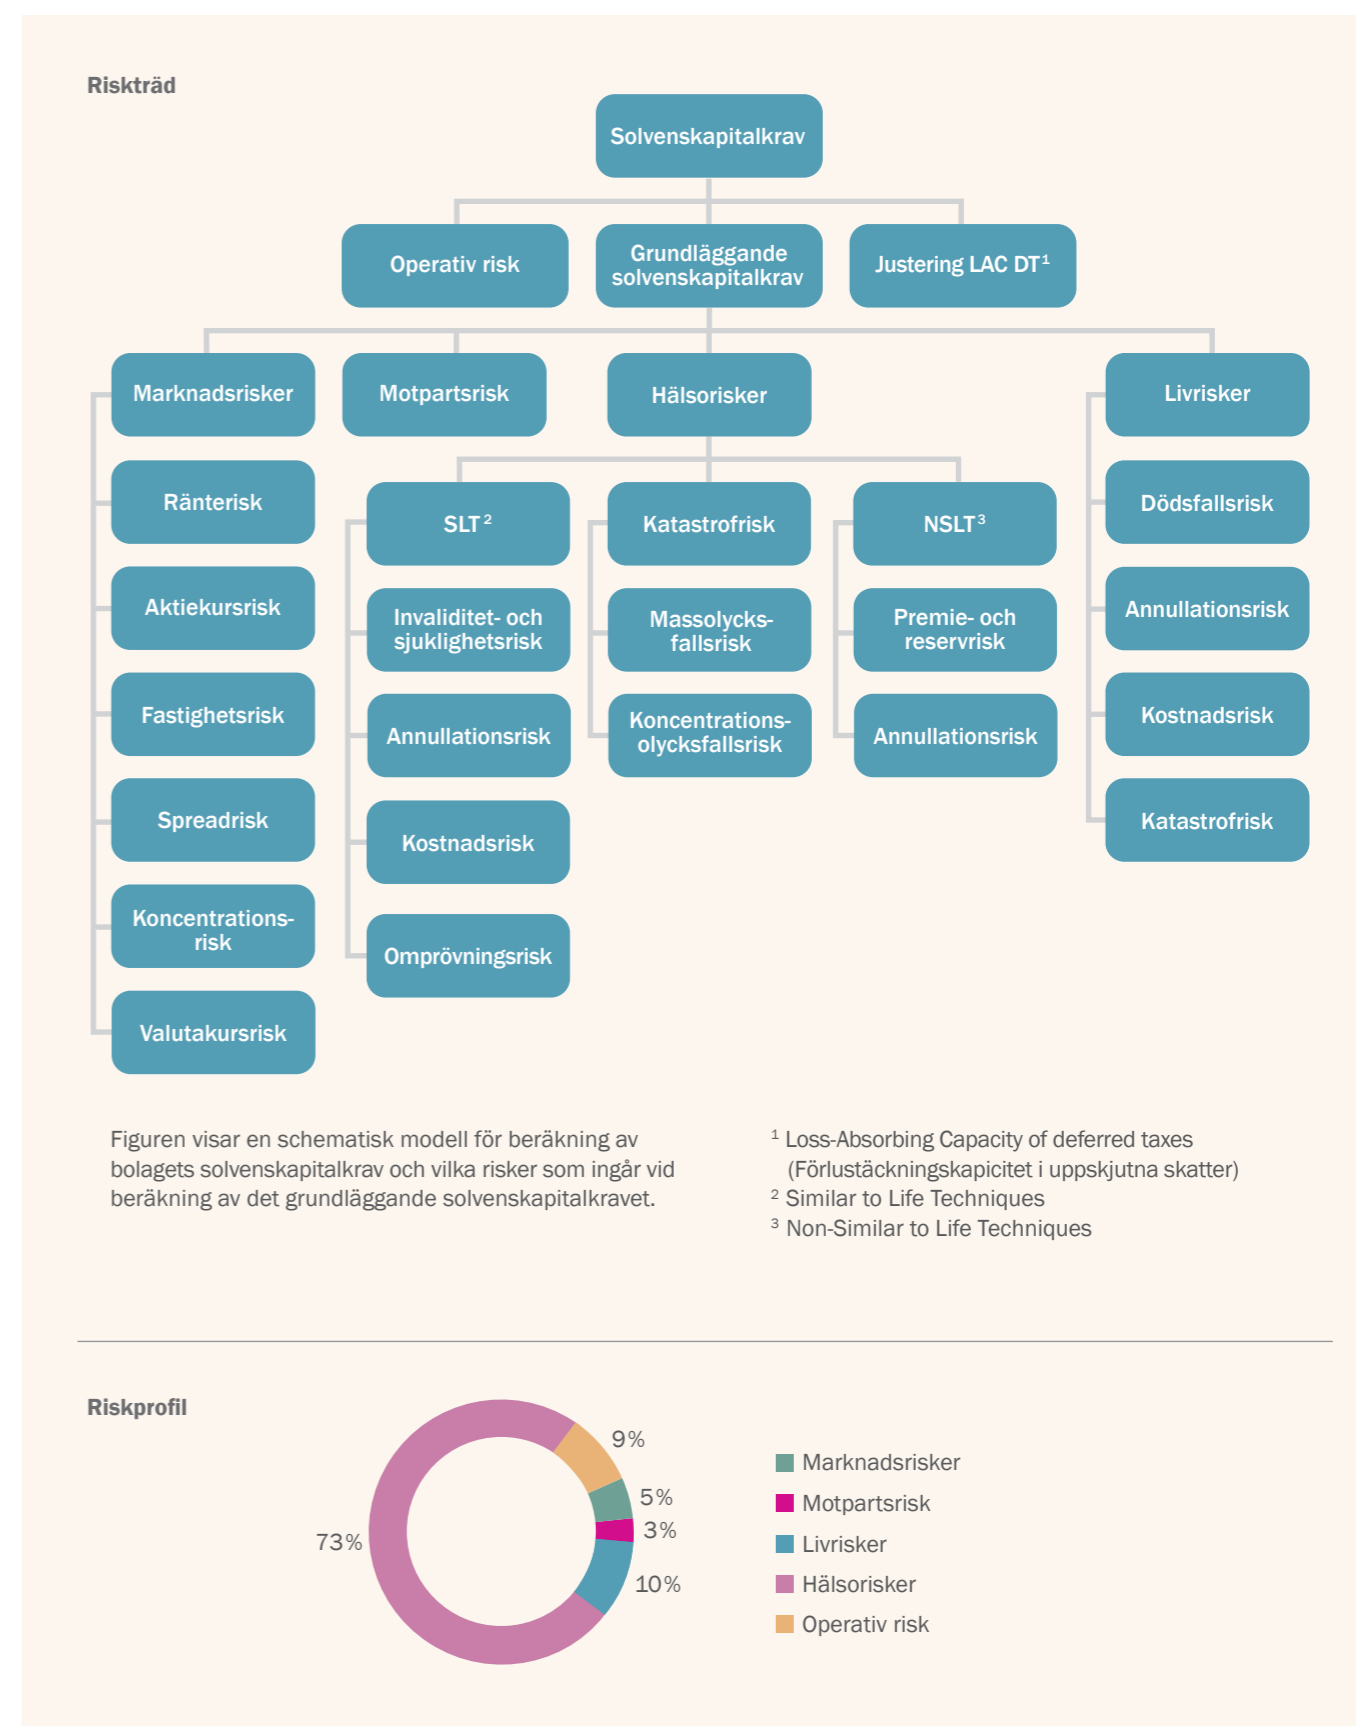 Riskträd
Solvenskapitalkrav
Operativ risk
Grundläggande
solvenskapitalkrav
Justering LAC DT¹
Marknadsrisker
Motpartsrisk
Hälsorisker
Livrisker
Ränterisk
Aktiekursrisk
Fastighetsrisk
Spreadrisk
Koncentrations-
risk
Valutakursrisk
SLT²
Invaliditet- och
sjuklighetsrisk
Annullationsrisk
Kostnadsrisk
Omprövningsrisk
Katastrofrisk
Massolycks-
fallsrisk
Koncentrations-
olycksfallsrisk
NSLT³
Premie- och
reservrisk
Annullationsrisk
Dödsfallsrisk
Annullationsrisk
Kostnadsrisk
Katastrofrisk
Figuren visar en schematisk modell för beräkning av
bolagets solvenskapitalkrav och vilka risker som ingår vid
beräkning av det grundläggande solvenskapitalkravet.
¹ Loss-Absorbing Capacity of deferred taxes
(Förlustäckningskapicitet i uppskjutna skatter)
² Similar to Life Techniques
³ Non-Similar to Life Techniques
Riskprofil
9%
5%
3%
10%
73%
Marknadsrisker
Motpartsrisk
Livrisker
Hälsorisker
Operativ risk